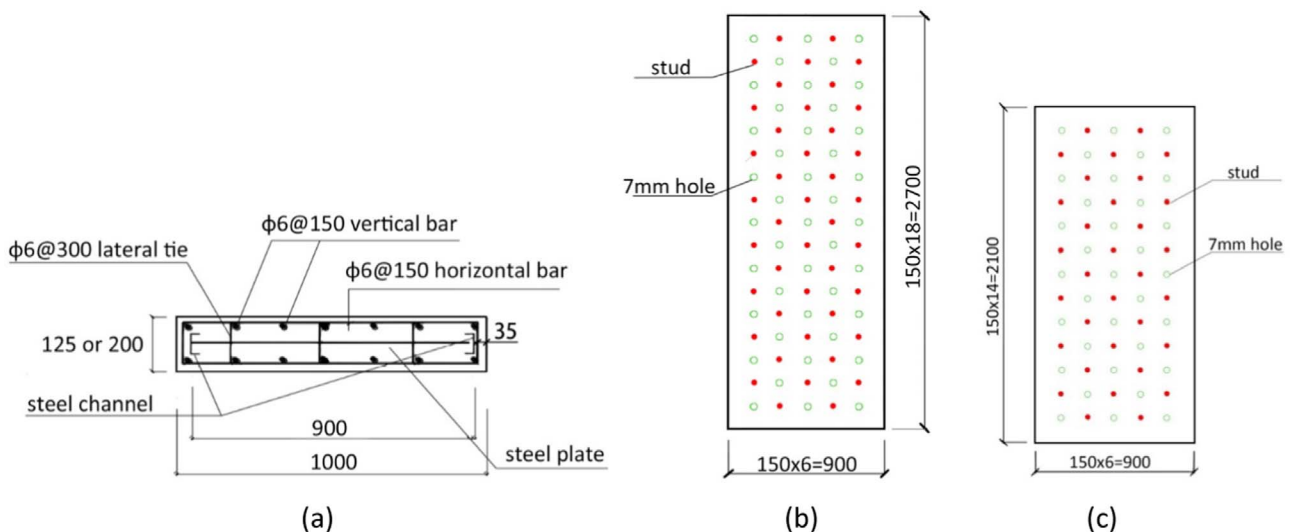 ϕ6@150 vertical bar
ϕ6@300 lateral tie
ϕ6@150 horizontal bar
35
125 or 200
steel channel
900
steel plate
1000
(a)
stud
7mm hole
150x18=2700
150x6=900
(b)
stud
7mm hole
150x14=2100
150x6=900
(c)